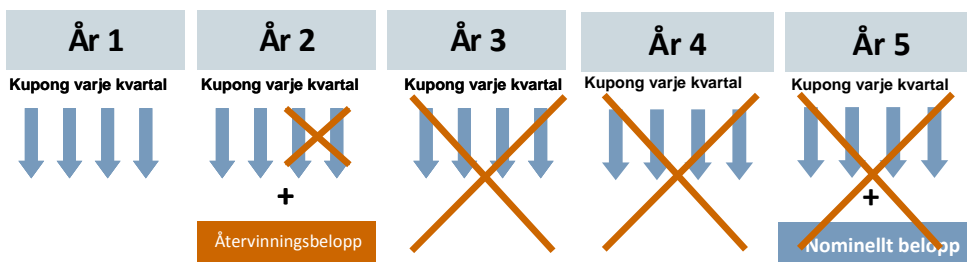 År 1
Kupong varje kvartal
År 2
Kupong varje kvartal
+
Återvinningsbelopp
År 3
Kupong varje kvartal
År 4
Kupong varje kvartal
År 5
Kupong varje kvartal
+
Nominellt belopp